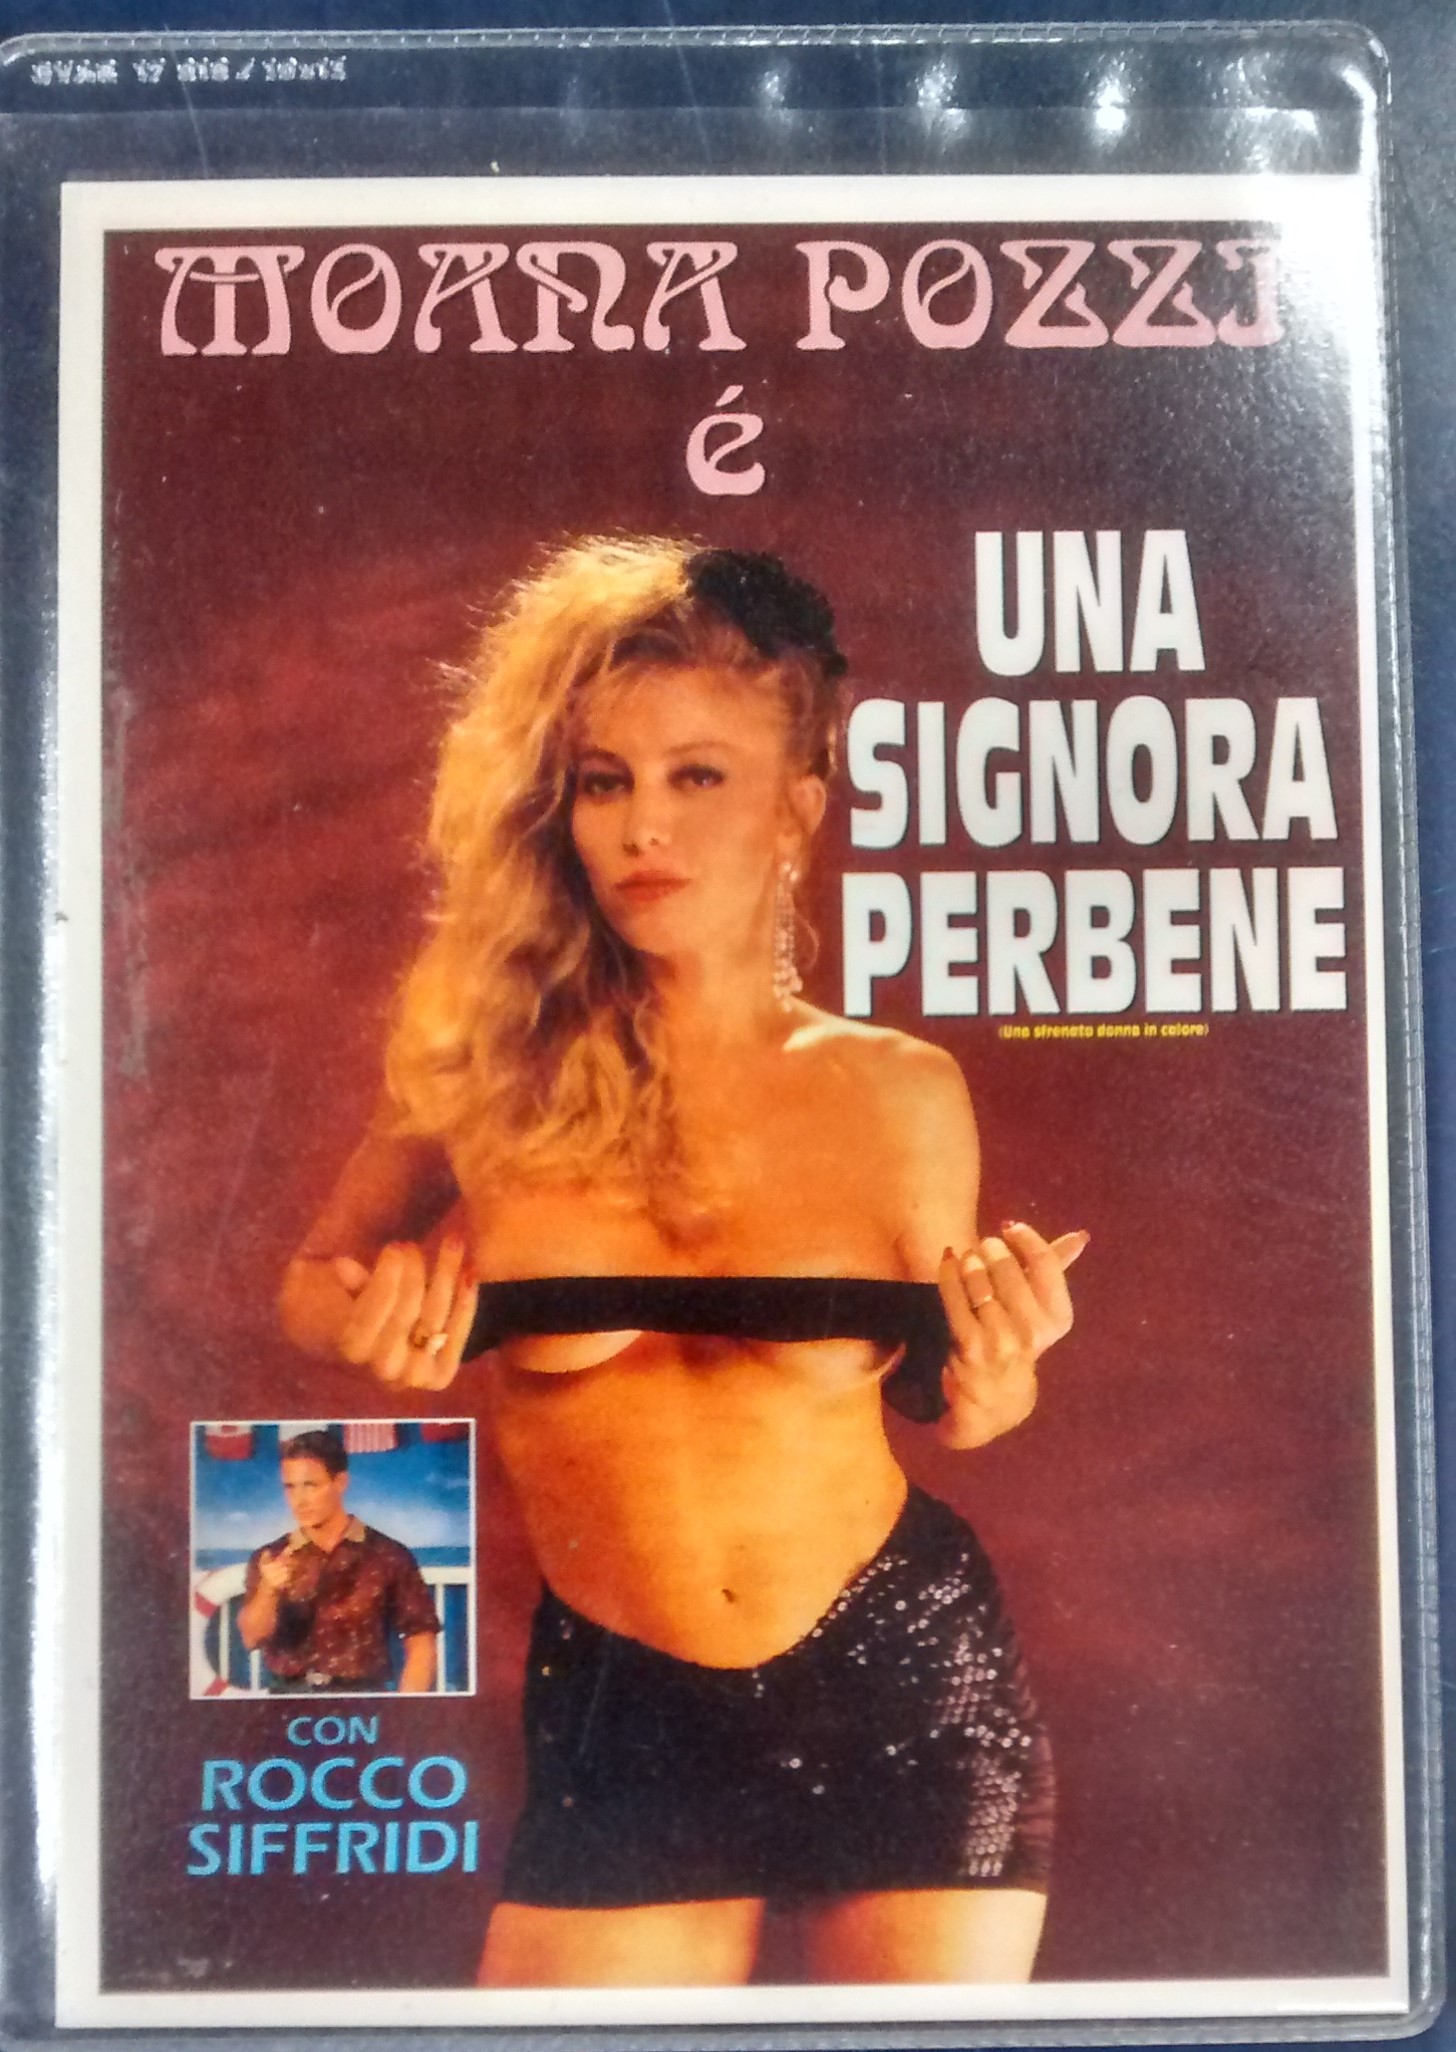 MOANA POZZI
é
UNA
SIGNORA
PERBENE
(Una sfrenata donna in calore)
CON
ROCCO
SIFFRIDI